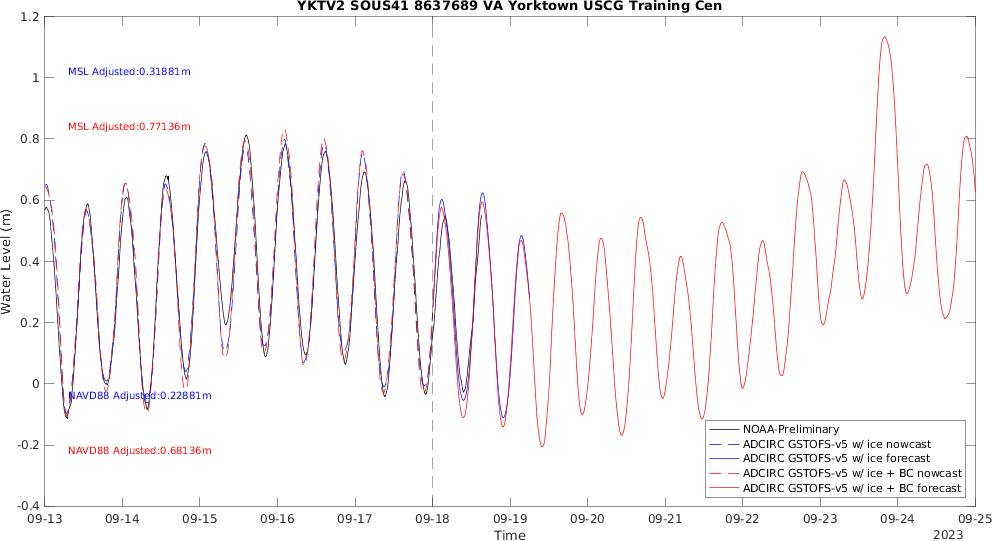 YKTV2 SOUS41 8637689 VA Yorktown USCG Training Cen
1.2
1
0.8
0.6
0.4
0.2
0
-0.2
-0.4
Water Level (m)
MSL Adjusted:0.31881m
MSL Adjusted:0.77136m
NAVD88 Adjusted:0.22881m
NAVD88 Adjusted:0.68136m
NOAA-Preliminary
ADCIRC GSTOFS-v5 w/ ice nowcast
ADCIRC GSTOFS-v5 w/ ice forecast
ADCIRC GSTOFS-v5 w/ ice + BC nowcast
ADCIRC GSTOFS-v5 w/ ice + BC forecast
09-13 09-14 09-15 09-16 09-17 09-18 09-19 09-20 09-21 09-22 09-23 09-24 09-25
Time
2023